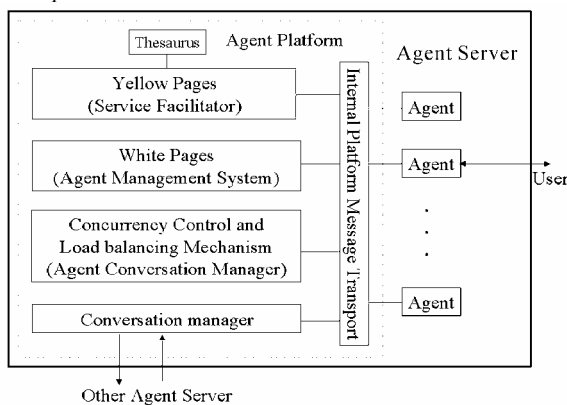 Thesaurus
Agent Platform
Agent Server
Yellow Pages
(Service Facilitator)
White Pages
(Agent Management System)
Concurrency Control and
Load balancing Mechanism
(Agent Conversation Manager)
Conversation manager
Internal Platform Message Transport
Agent
Agent
User
Agent
Other Agent Server